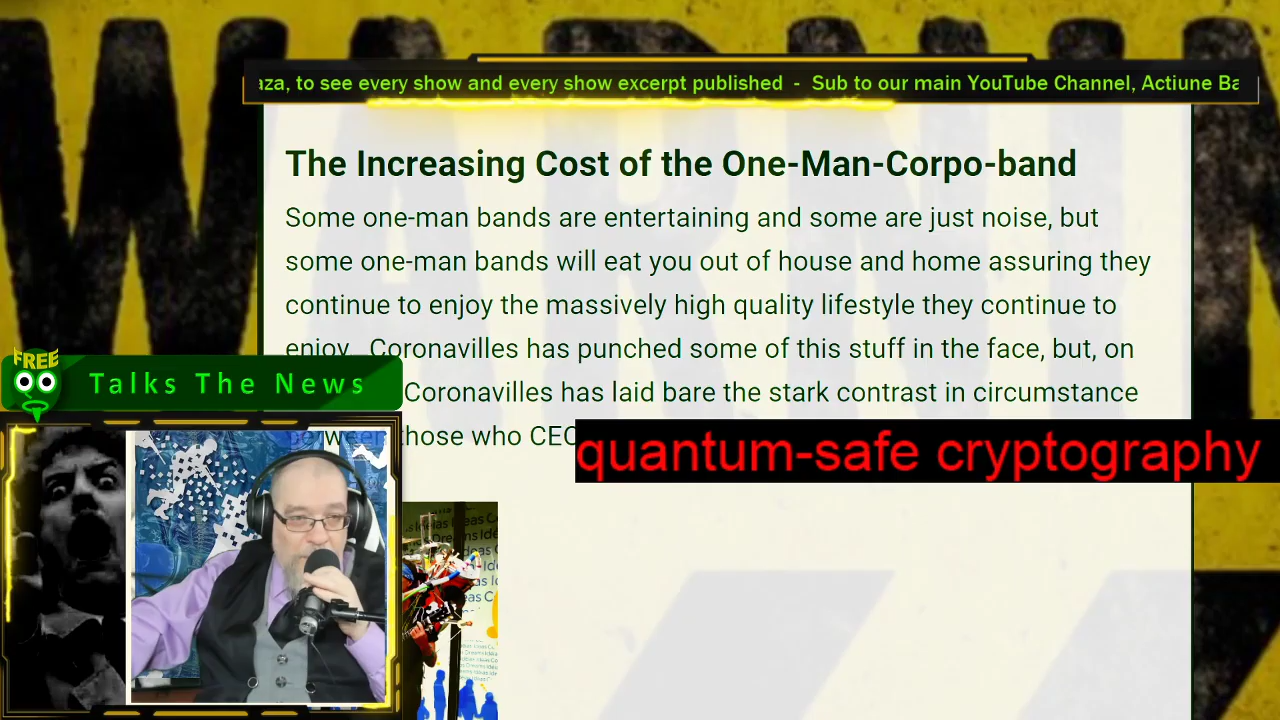 aza, to see every show and every show excerpt published - Sub to our main YouTube Channel, Actiune Ba
The Increasing Cost of the One-Man-Corpo-band
Some one-man bands are entertaining and some are just noise, but
some one-man bands will eat you out of house and home assuring they
continue to enjoy the massively high quality lifestyle they continue to
enjoy. Coronavilles has punched some of this stuff in the face, but, on
Coronavilles has laid bare the stark contrast in circumstance
between those who CEO
quantum-safe cryptography
FREE
Talks The News
WARNI